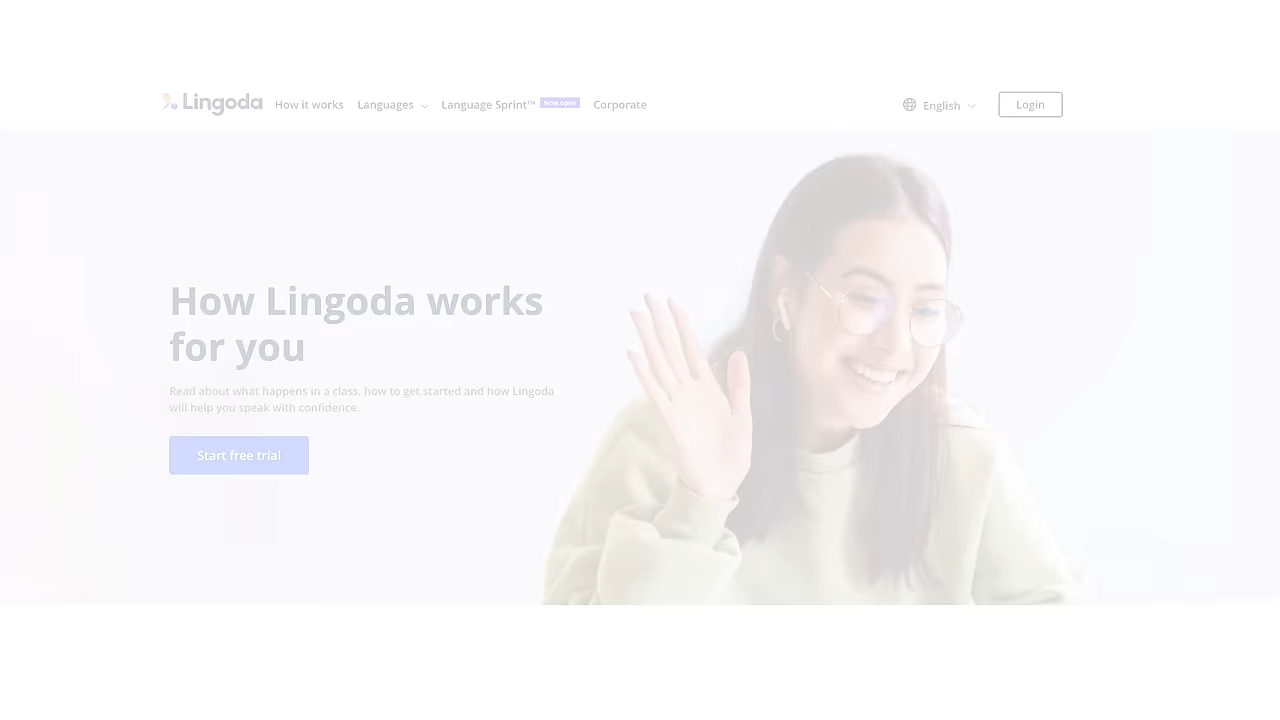 Lingoda How it works Languages Language Sprint™ Now open Corporate English Login
How Lingoda works
for you
Read about what happens in a class, how to get started and how Lingoda
will help you speak with confidence.
Start free trial